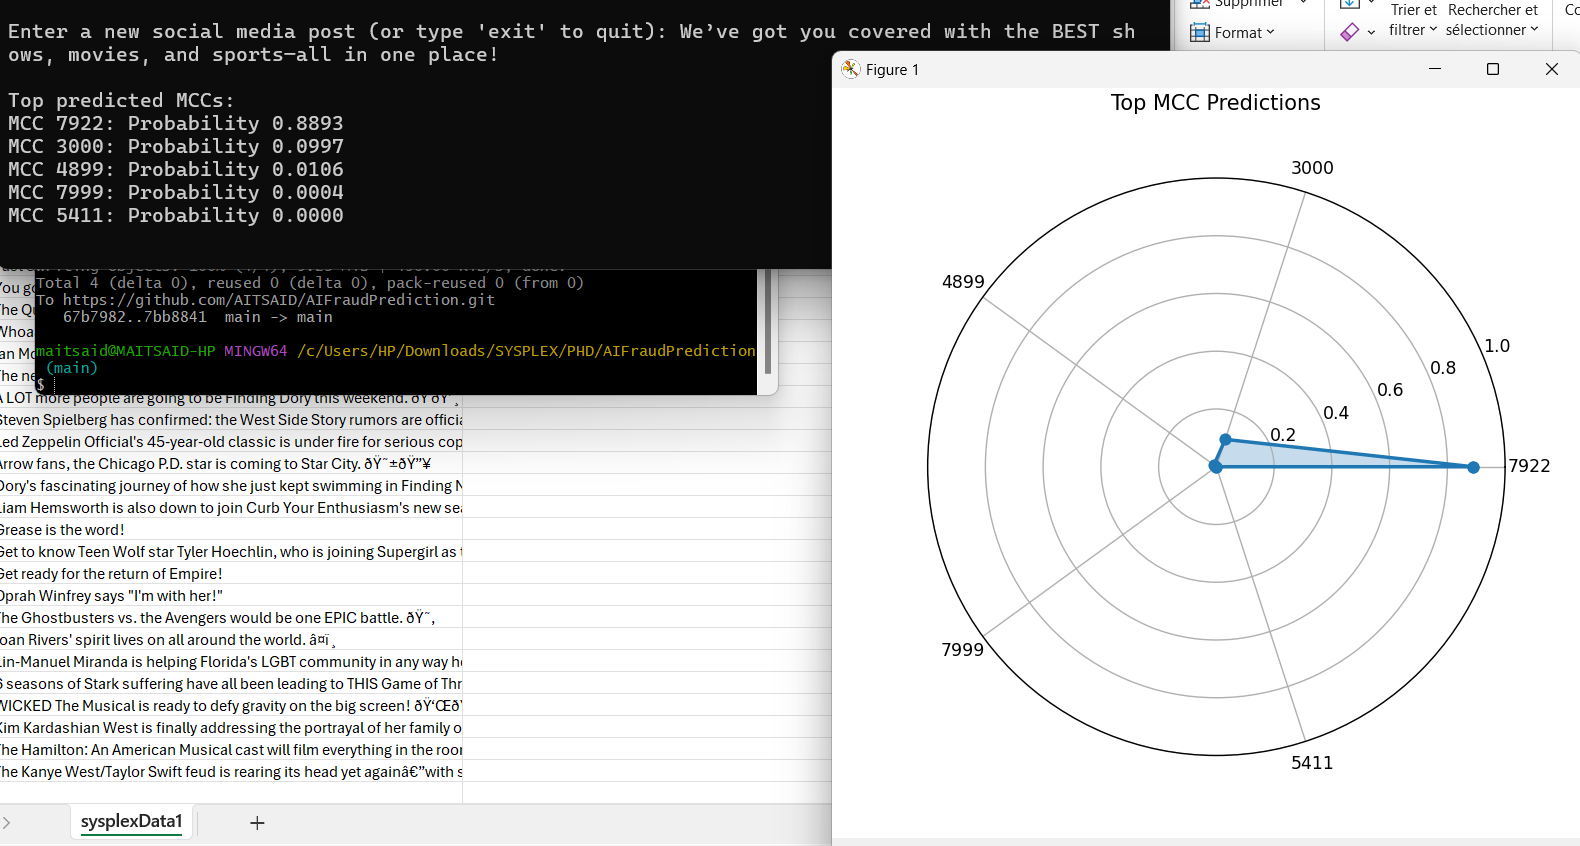 Enter a new social media post (or type 'exit' to quit): We’ve got you covered with the BEST sh
ows, movies, and sports—all in one place!
Top predicted MCCs:
MCC 7922: Probability 0.8893
MCC 3000: Probability 0.0997
MCC 4899: Probability 0.0106
MCC 7999: Probability 0.0004
MCC 5411: Probability 0.0000
Supprimer
Format
Trier et
filtrer
Rechercher et
sélectionner
Co
Total 4 (delta 0), reused 0 (delta 0), pack-reused 0 (from 0)
To https://github.com/AITSAID/AIFraudPrediction.git
67b7982..7bb8841  main -> main
maitsaid@MAITSAID-HP MINGW64 /c/Users/HP/Downloads/SYSPLEX/PHD/AIFraudPrediction
(main)
$
You go
The Qu
Whoa
an Mc
The ne
A LOT more people are going to be Finding Dory this weekend. ðŸ ðŸ¸
Steven Spielberg has confirmed: the West Side Story rumors are officia
Led Zeppelin Official's 45-year-old classic is under fire for serious cop
Arrow fans, the Chicago P.D. star is coming to Star City. ðŸ˜±ðŸ”¥
Dory's fascinating journey of how she just kept swimming in Finding N
Liam Hemsworth is also down to join Curb Your Enthusiasm's new sea
Grease is the word!
Get to know Teen Wolf star Tyler Hoechlin, who is joining Supergirl as t
Get ready for the return of Empire!
Oprah Winfrey says "I'm with her!"
The Ghostbusters vs. the Avengers would be one EPIC battle. ðŸ˜‚
oan Rivers' spirit lives on all around the world. â¤ï¸
Lin-Manuel Miranda is helping Florida's LGBT community in any way he
6 seasons of Stark suffering have all been leading to THIS Game of Thr
WICKED The Musical is ready to defy gravity on the big screen! ðŸ‘ŒðŸ
Kim Kardashian West is finally addressing the portrayal of her family o
The Hamilton: An American Musical cast will film everything in the room
The Kanye West/Taylor Swift feud is rearing its head yet againâ€”with s
sysplexData1
Figure 1
Top MCC Predictions
3000
4899
1.0
0.8
0.6
0.4
0.2
7922
7999
5411